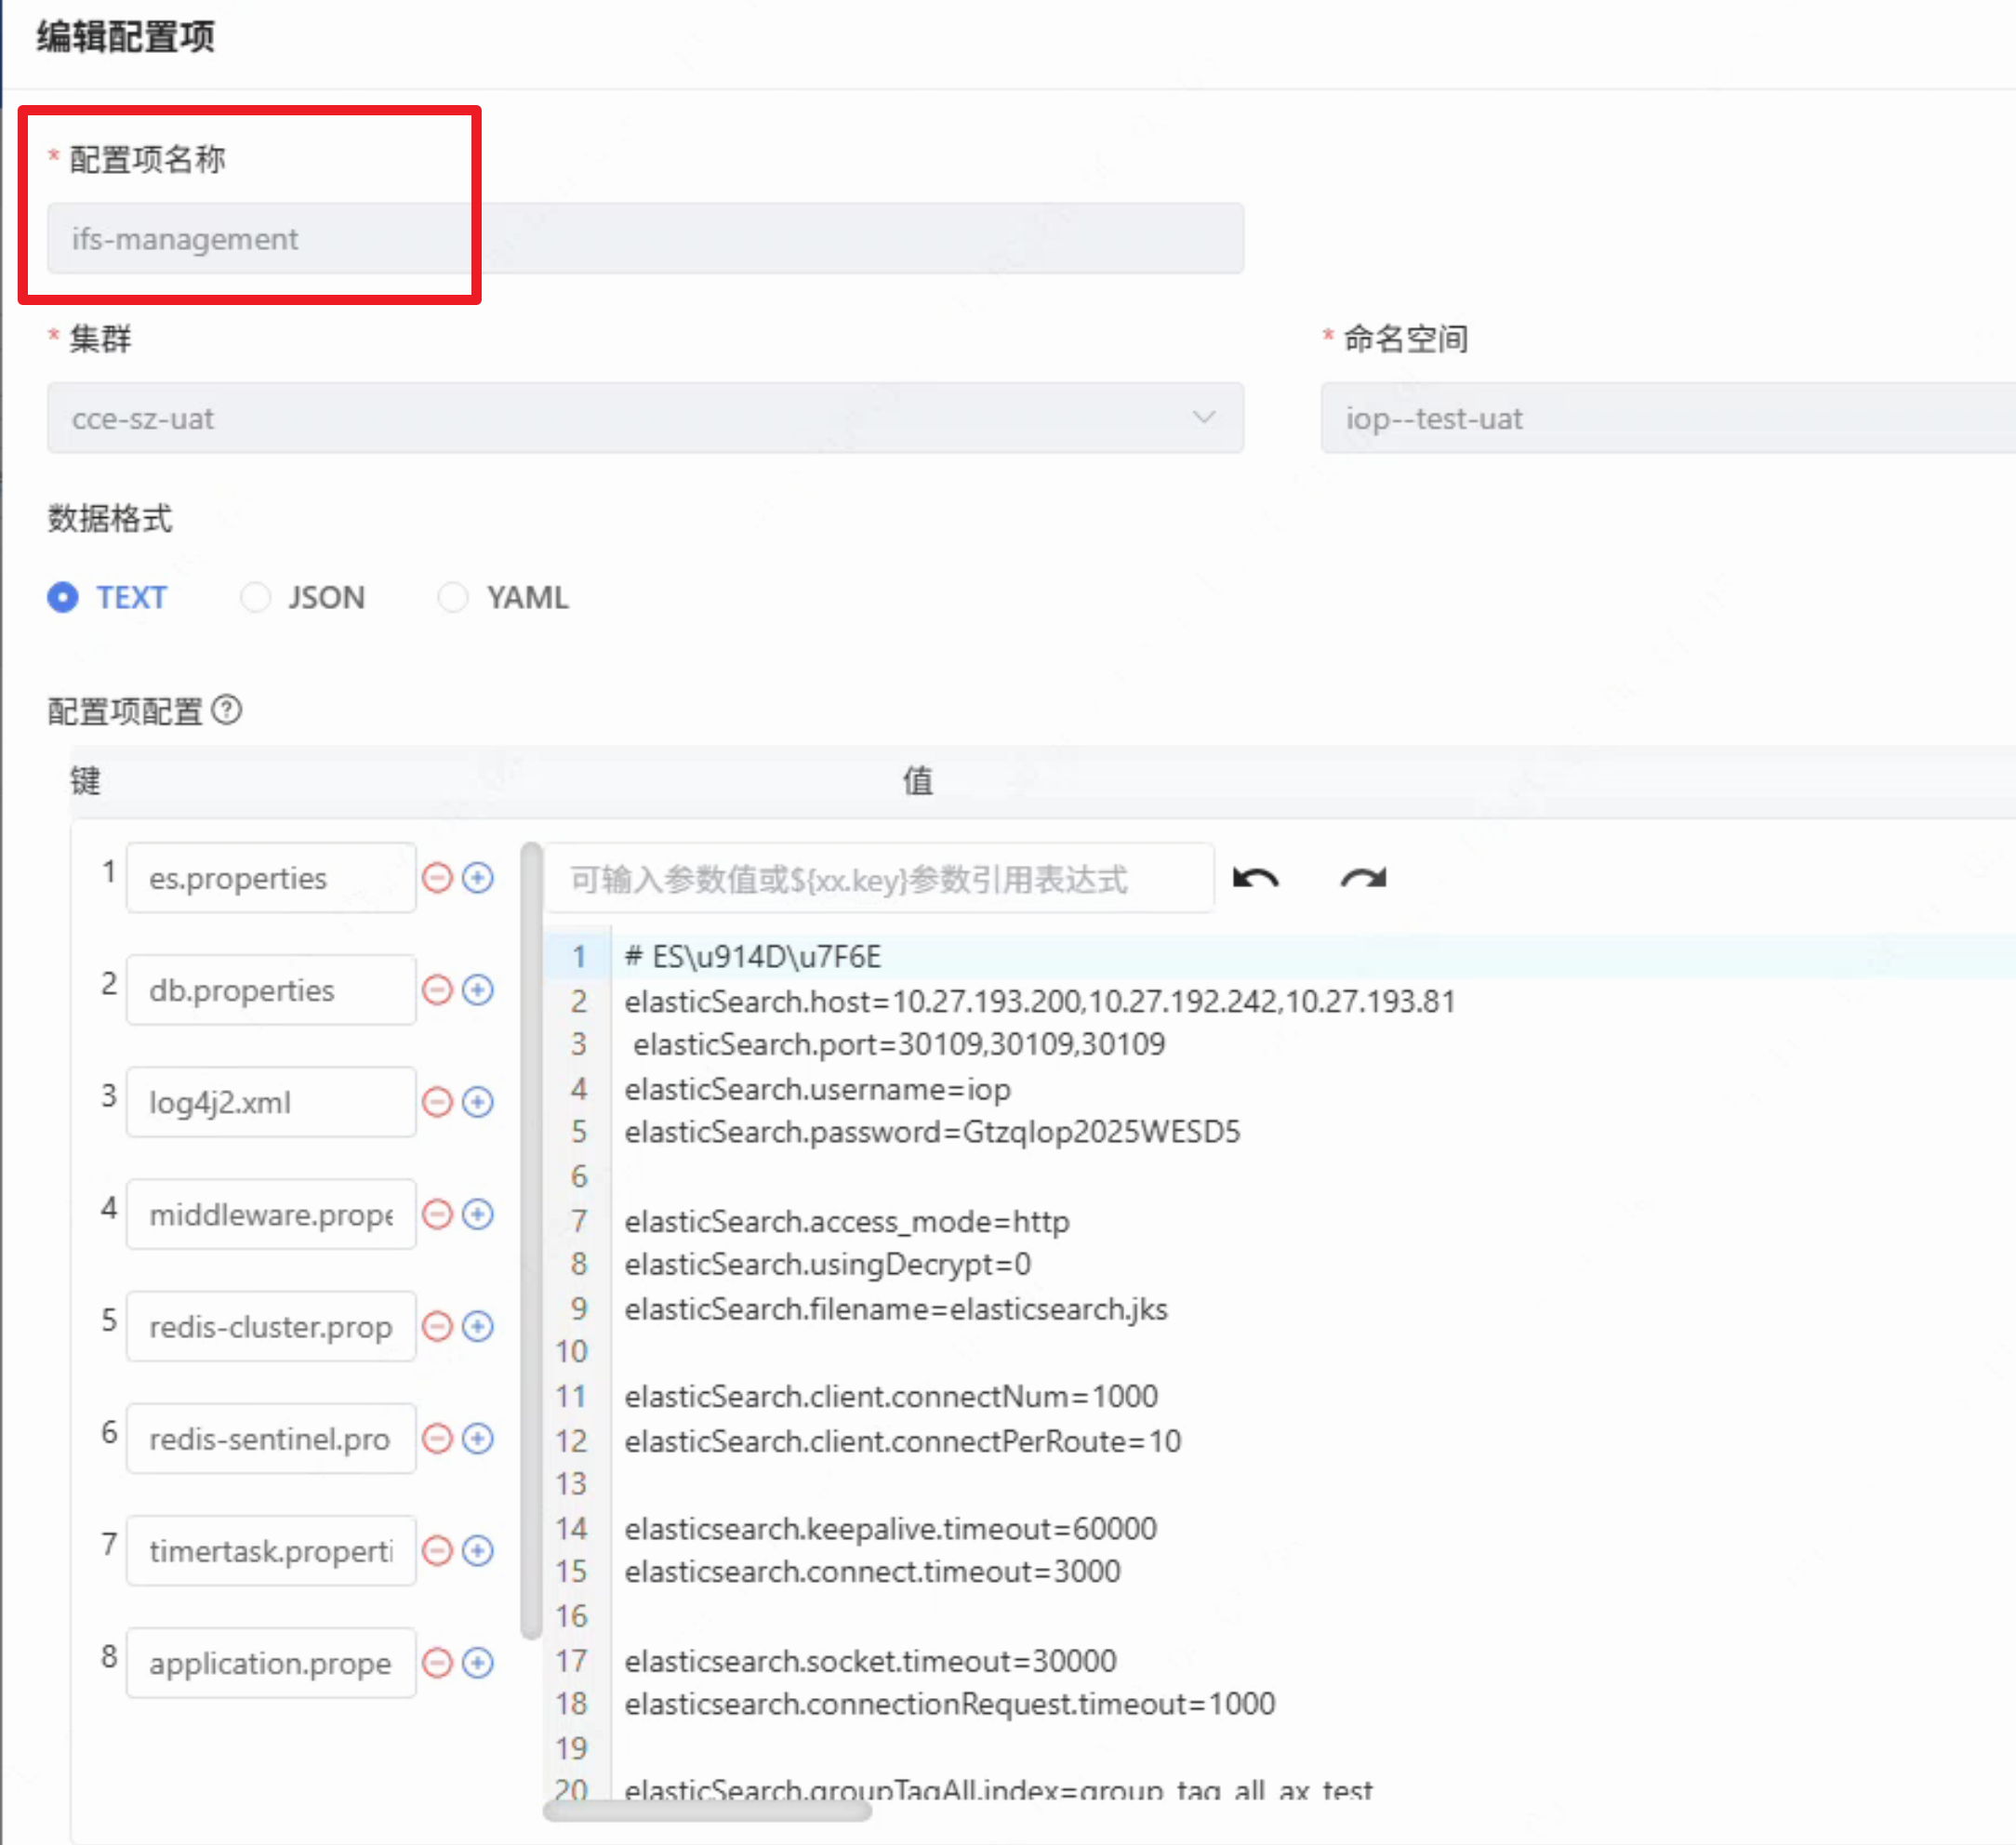 编辑配置项
* 配置项名称
ifs-management
* 集群
* 命名空间
cce-sz-uat
iop--test-uat
数据格式
TEXT JSON YAML
配置项配置?
键 值
1 es.properties
2 db.properties
3 log4j2.xml
4 middleware.prope
5 redis-cluster.prop
6 redis-sentinel.pro
7 timertask.properti
8 application.prope
可输入参数值或${xx.key}参数引用表达式
1 # ES\u914D\u7F6E
2 elasticSearch.host=10.27.193.200,10.27.192.242,10.27.193.81
3 elasticSearch.port=30109,30109,30109
4 elasticSearch.username=iop
5 elasticSearch.password=GtzqIop2025WESD5
6
7 elasticSearch.access_mode=http
8 elasticSearch.usingDecrypt=0
9 elasticSearch.filename=elasticsearch.jks
10
11 elasticSearch.client.connectNum=1000
12 elasticSearch.client.connectPerRoute=10
13
14 elasticsearch.keepalive.timeout=60000
15 elasticsearch.connect.timeout=3000
16
17 elasticsearch.socket.timeout=30000
18 elasticsearch.connectionRequest.timeout=1000
19
20 elasticSearch.groupTagAll.index=group_tag_all_ax_test